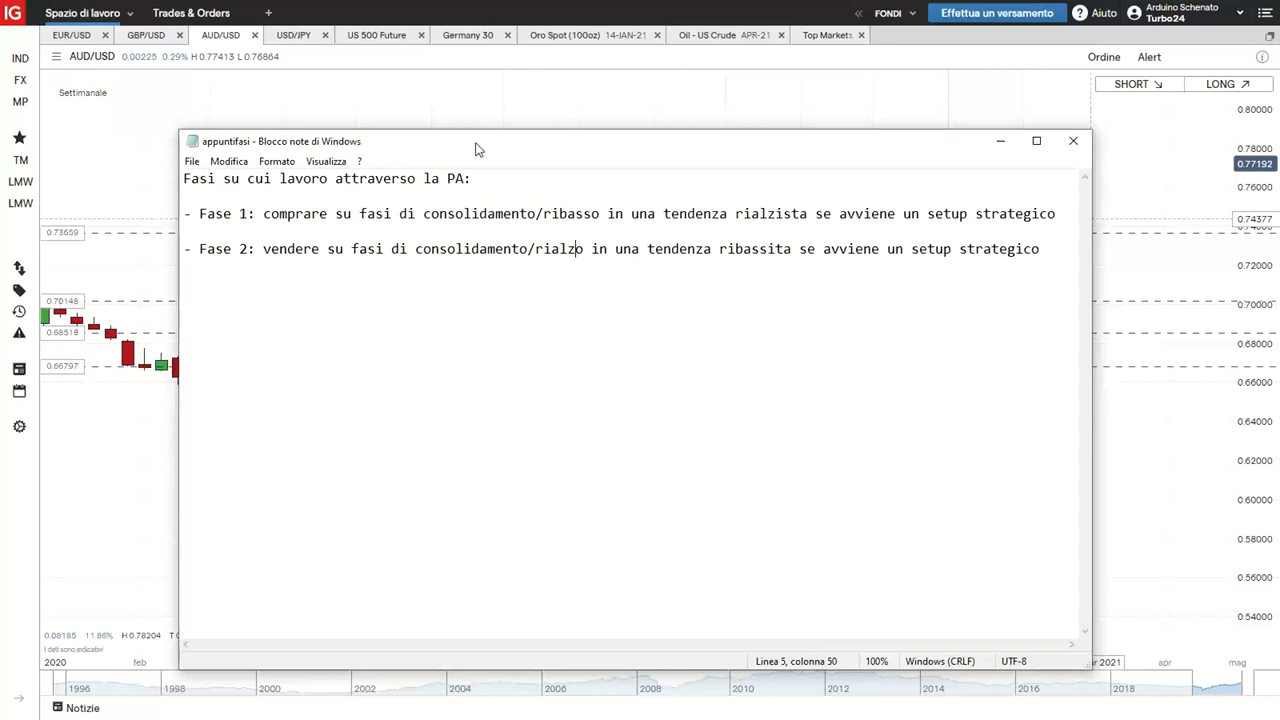 IG Spazio di lavoro Trades & Orders + « FONDI Effettua un versamento ? Aiuto Arduino Schenato
Turbo24
EUR/USD × GBP/USD × AUD/USD × USD/JPY × US 500 Future × Germany 30 × Oro Spot (100oz) 14-JAN-21 × Oil - US Crude APR-21 × Top Markets ×
AUD/USD 0.00225 0.29% H 0.77413 L 0.76864 Ordine Alert
IND
FX
MP
TM
LMW
LMW
Settimanale
SHORT LONG
appuntifasi - Blocco note di Windows
File Modifica Formato Visualizza ?
Fasi su cui lavoro attraverso la PA:
- Fase 1: comprare su fasi di consolidamento/ribasso in una tendenza rialzista se avviene un setup strategico
- Fase 2: vendere su fasi di consolidamento/rialzo in una tendenza ribassita se avviene un setup strategico
Linea 5, colonna 50 100% Windows (CRLF) UTF-8
0.73659
0.70148
0.68518
0.66797
0.80000
0.78000
0.77192
0.76000
0.74377
0.72000
0.70000
0.68000
0.66000
0.64000
0.62000
0.60000
0.58000
0.56000
0.54000
0.08185 11.86% H 0.78204
I dati sono indicativi
2020 feb 2021 apr mag
1996 1998 2000 2002 2004 2006 2008 2010 2012 2014 2016 2018
Notizie